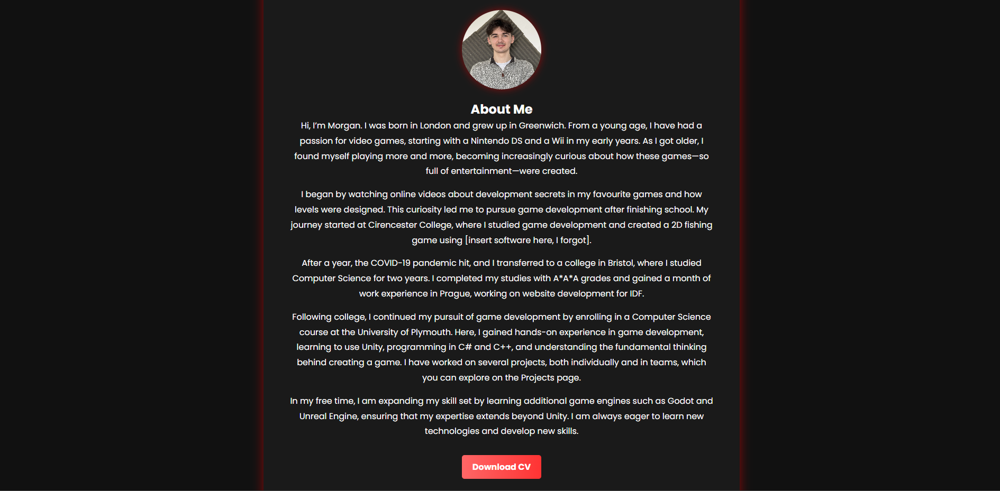 About Me
Hi, I’m Morgan. I was born in London and grew up in Greenwich. From a young age, I have had a
passion for video games, starting with a Nintendo DS and a Wii in my early years. As I got older, I
found myself playing more and more, becoming increasingly curious about how these games—so
full of entertainment—were created.
I began by watching online videos about development secrets in my favourite games and how
levels were designed. This curiosity led me to pursue game development after finishing school. My
journey started at Cirencester College, where I studied game development and created a 2D fishing
game using [insert software here, I forgot].
After a year, the COVID-19 pandemic hit, and I transferred to a college in Bristol, where I studied
Computer Science for two years. I completed my studies with A*A*A grades and gained a month of
work experience in Prague, working on website development for IDF.
Following college, I continued my pursuit of game development by enrolling in a Computer Science
course at the University of Plymouth. Here, I gained hands-on experience in game development,
learning to use Unity, programming in C# and C++, and understanding the fundamental thinking
behind creating a game. I have worked on several projects, both individually and in teams, which
you can explore on the Projects page.
In my free time, I am expanding my skill set by learning additional game engines such as Godot and
Unreal Engine, ensuring that my expertise extends beyond Unity. I am always eager to learn new
technologies and develop new skills.
Download CV